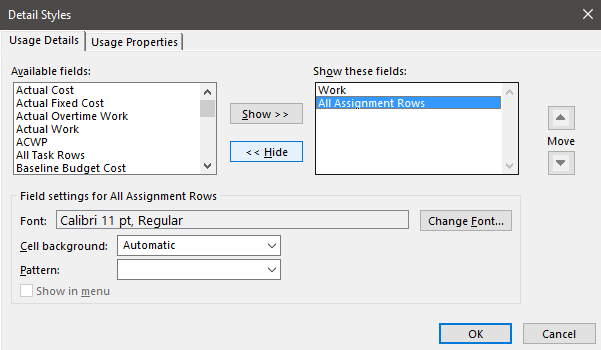 Detail Styles
Usage Details
Usage Properties
Available fields:
Show these fields:
Actual Cost
Actual Fixed Cost
Actual Overtime Work
Actual Work
ACWP
All Task Rows
Baseline Budget Cost
Show >>
<< Hide
Work
All Assignment Rows
Move
Field settings for All Assignment Rows
Font:
Calibri 11 pt, Regular
Change Font...
Cell background:
Automatic
Pattern:
Show in menu
OK
Cancel